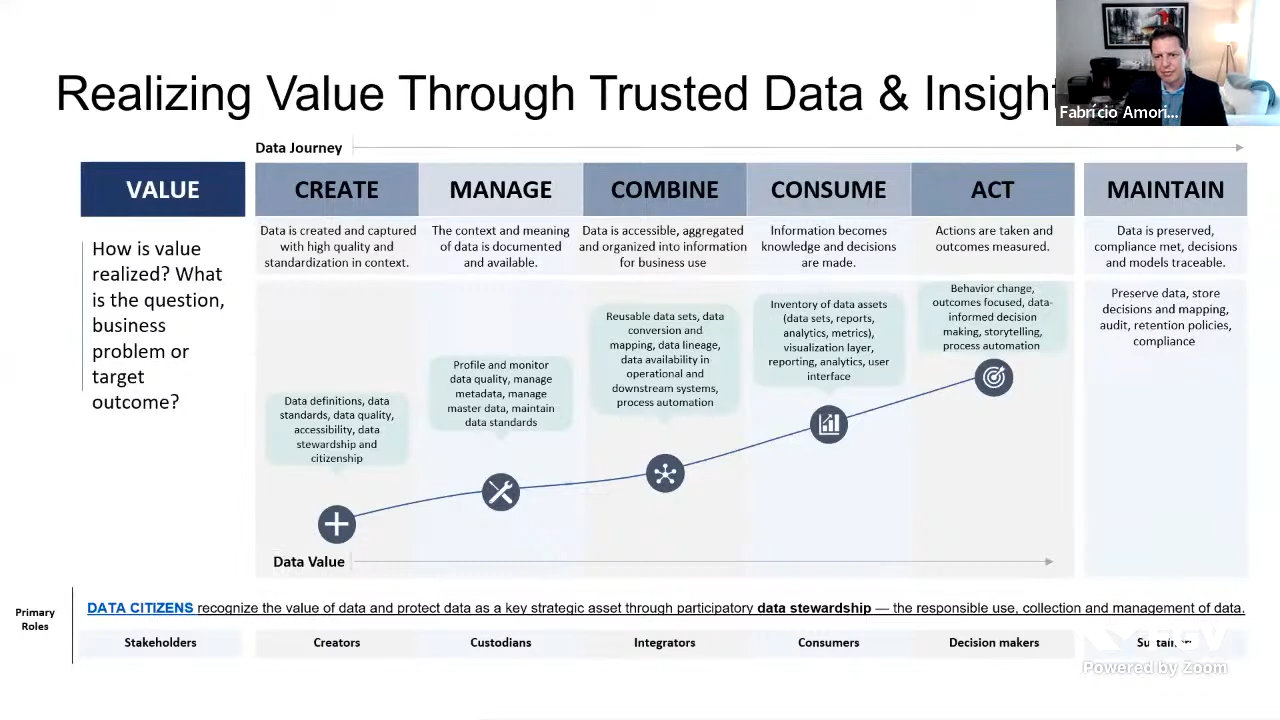 Realizing Value Through Trusted Data & Insight
Fabrício Amori...
Data Journey
VALUE
CREATE
MANAGE
COMBINE
CONSUME
ACT
MAINTAIN
How is value
realized? What
is the question,
business
problem or
target
outcome?
Data is created and captured
with high quality and
standardization in context.
The context and meaning
of data is documented
and available.
Data is accessible, aggregated
and organized into information
for business use
Information becomes
knowledge and decisions
are made.
Actions are taken and
outcomes measured.
Data is preserved,
compliance met, decisions
and models traceable.
Data definitions, data
standards, data quality,
accessibility, data
stewardship and
citizenship
Profile and monitor
data quality, manage
metadata, manage
master data, maintain
data standards
Reusable data sets, data
conversion and
mapping, data lineage,
data availability in
operational and
downstream systems,
process automation
Inventory of data assets
(data sets, reports,
analytics, metrics),
visualization layer,
reporting, analytics, user
interface
Behavior change,
outcomes focused, data-
informed decision
making, storytelling,
process automation
Preserve data, store
decisions and mapping,
audit, retention policies,
compliance
Data Value
Primary
Roles
DATA CITIZENS recognize the value of data and protect data as a key strategic asset through participatory data stewardship — the responsible use, collection and management of data.
Stakeholders
Creators
Custodians
Integrators
Consumers
Decision makers
Powered by Zoom